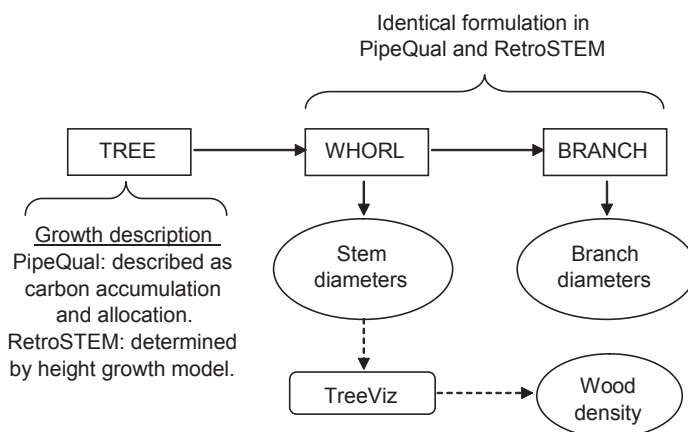 Identical formulation in
PipeQual and RetroSTEM
TREE
WHORL
BRANCH
Growth description
PipeQual: described as
carbon accumulation
and allocation.
RetroSTEM: determined
by height growth model.
Stem
diameters
Branch
diameters
TreeViz
Wood
density